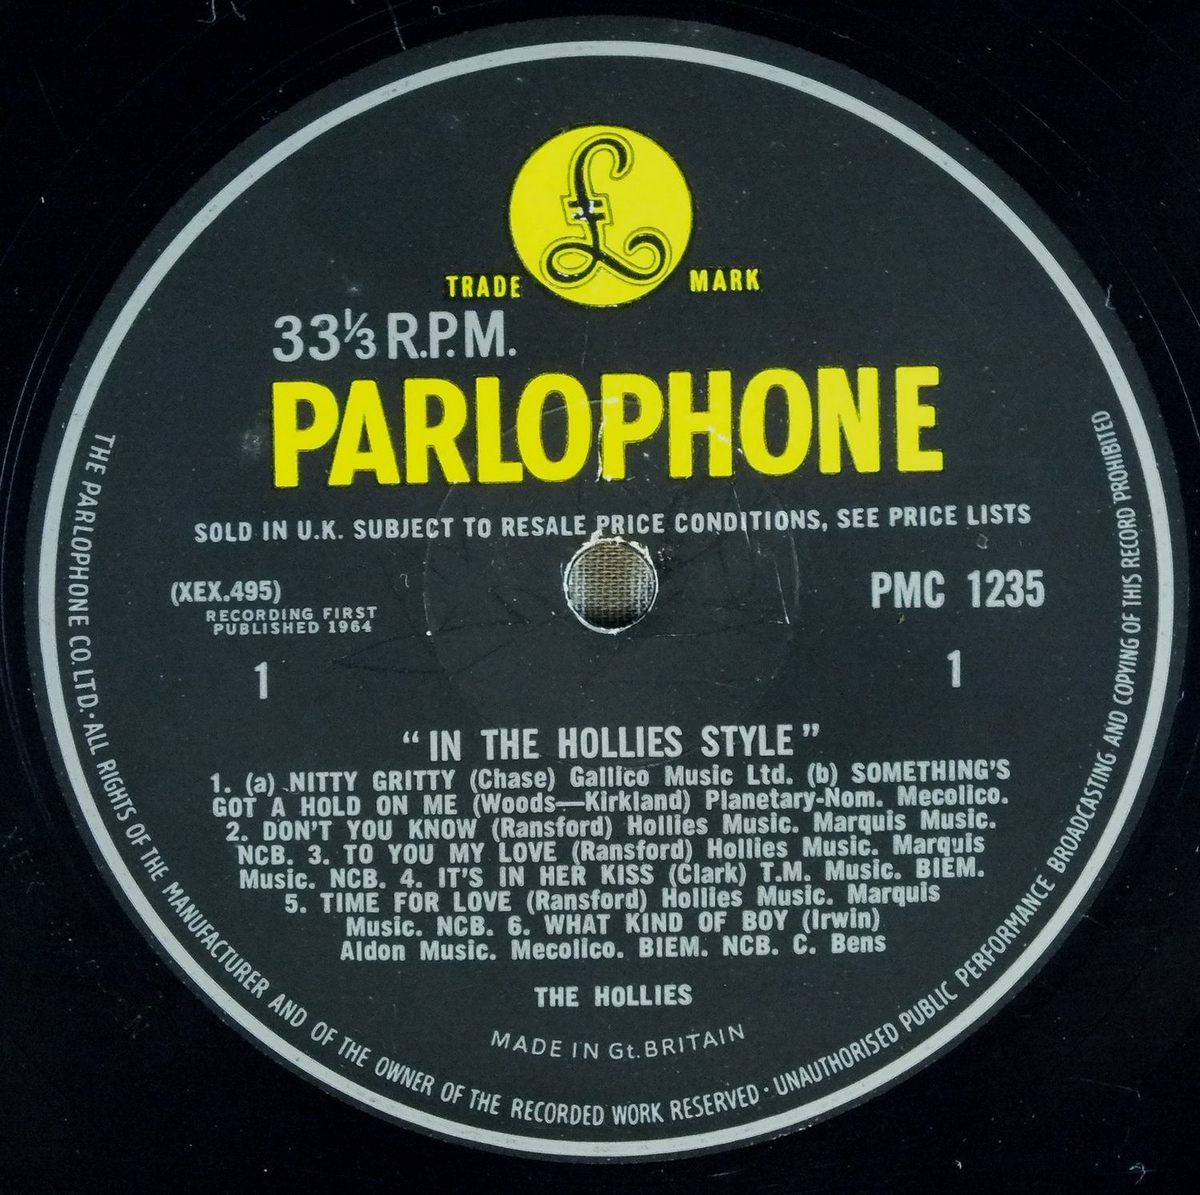 £
TRADE MARK
33⅓ R.P.M.
PARLOPHONE
SOLD IN U.K. SUBJECT TO RESALE PRICE CONDITIONS, SEE PRICE LISTS
(XEX.495)
RECORDING FIRST
PUBLISHED 1964
PMC 1235
1
1
“IN THE HOLLIES STYLE”
1. (a) NITTY GRITTY (Chase) Gallico Music Ltd. (b) SOMETHING'S
GOT A HOLD ON ME (Woods—Kirkland) Planetary-Nom. Mecolico.
2. DON'T YOU KNOW (Ransford) Hollies Music. Marquis Music.
NCB. 3. TO YOU MY LOVE (Ransford) Hollies Music. Marquis
Music. NCB. 4. IT'S IN HER KISS (Clark) T.M. Music. BIEM.
5. TIME FOR LOVE (Ransford) Hollies Music. Marquis
Music. NCB. 6. WHAT KIND OF BOY (Irwin)
Aldon Music. Mecolico. BIEM. NCB. C. Bens
THE HOLLIES
MADE IN Gt. BRITAIN
THE PARLOPHONE CO. LTD. · ALL RIGHTS OF THE MANUFACTURER AND OF THE OWNER OF THE RECORDED WORK RESERVED · UNAUTHORISED PUBLIC PERFORMANCE BROADCASTING AND COPYING OF THIS RECORD PROHIBITED